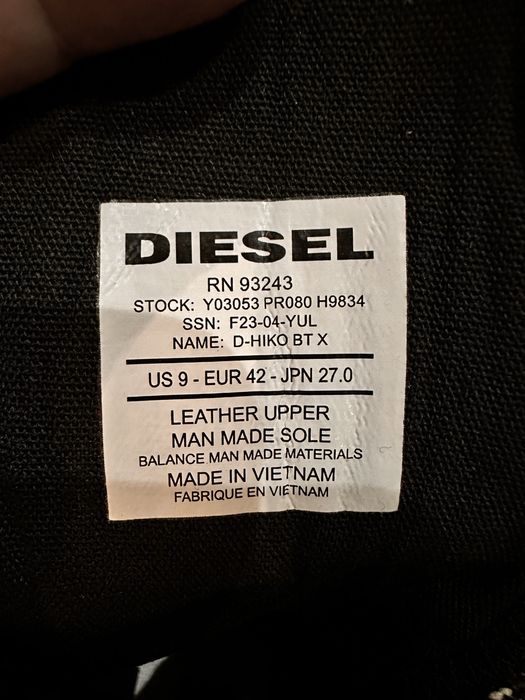 DIESEL
RN 93243
STOCK: Y03053 PR080 H9834
SSN: F23-04-YUL
NAME: D-HIKO BT X
US 9 - EUR 42 - JPN 27.0
LEATHER UPPER
MAN MADE SOLE
BALANCE MAN MADE MATERIALS
MADE IN VIETNAM
FABRIQUE EN VIETNAM